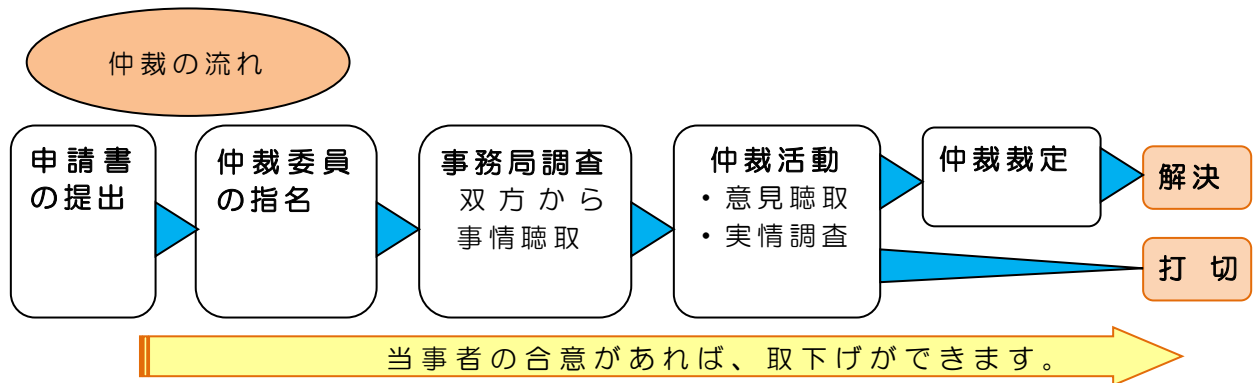 仲裁の流れ
申請書
の提出
仲裁委員
の指名
事務局調査
双方から
事情聴取
仲裁活動
・意見聴取
・実情調査
仲裁裁定
解決
打 切
当事者の合意があれば、取下げができます。